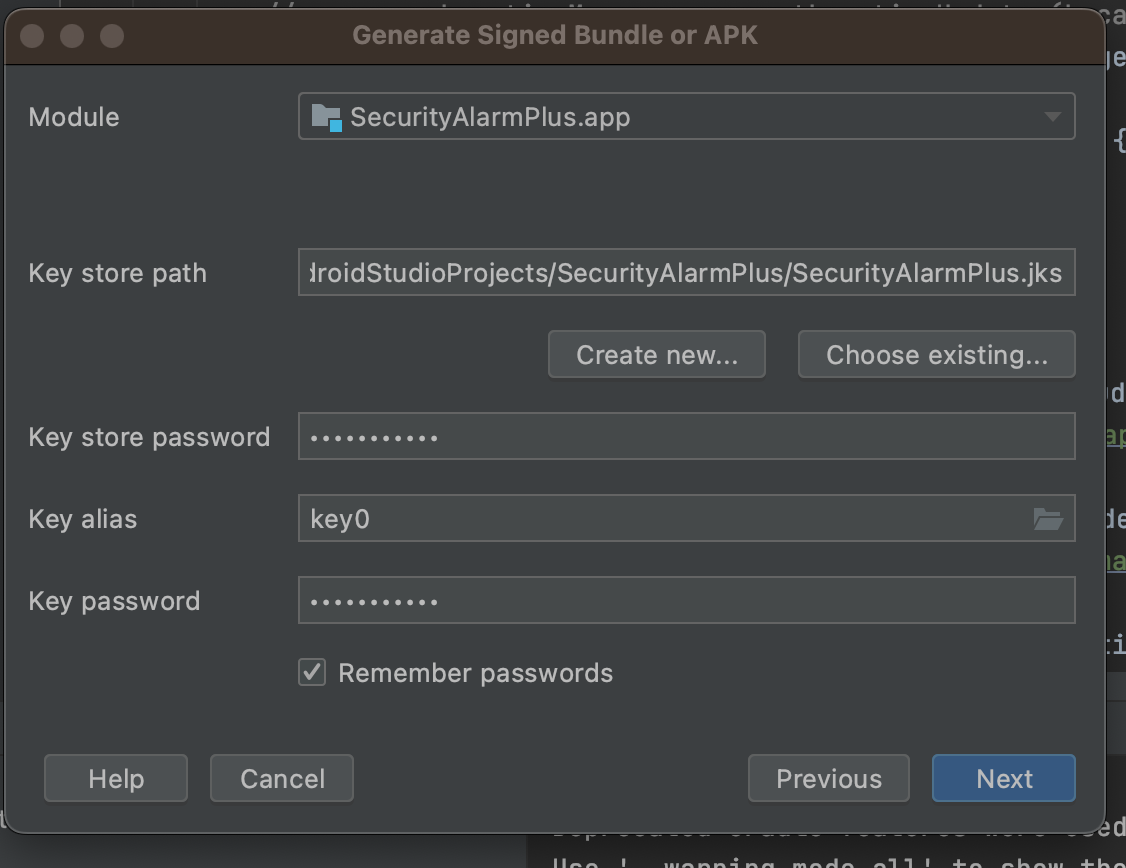 Generate Signed Bundle or APK
Module
SecurityAlarmPlus.app
Key store path
droidStudioProjects/SecurityAlarmPlus/SecurityAlarmPlus.jks
Create new...
Choose existing...
Key store password
•••••••••••
Key alias
key0
Key password
•••••••••••
Remember passwords
Help
Cancel
Previous
Next